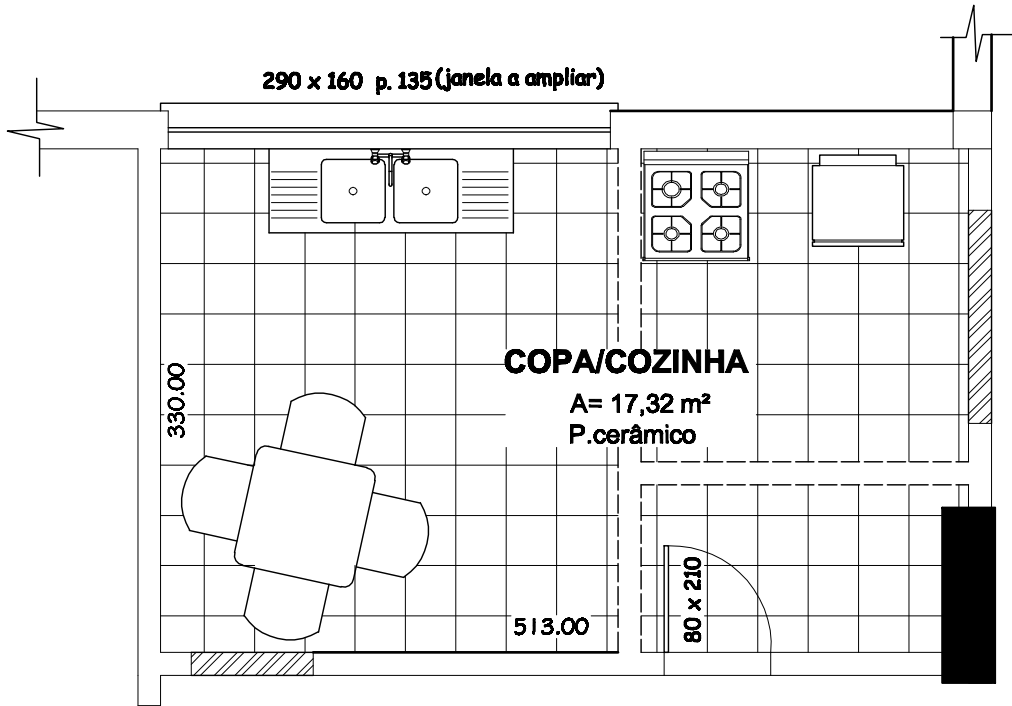 290 x 160 p. 135 (janela a ampliar)
COPA/COZINHA
A= 17,32 m²
P.cerâmico
330.00
513.00
80 x 210